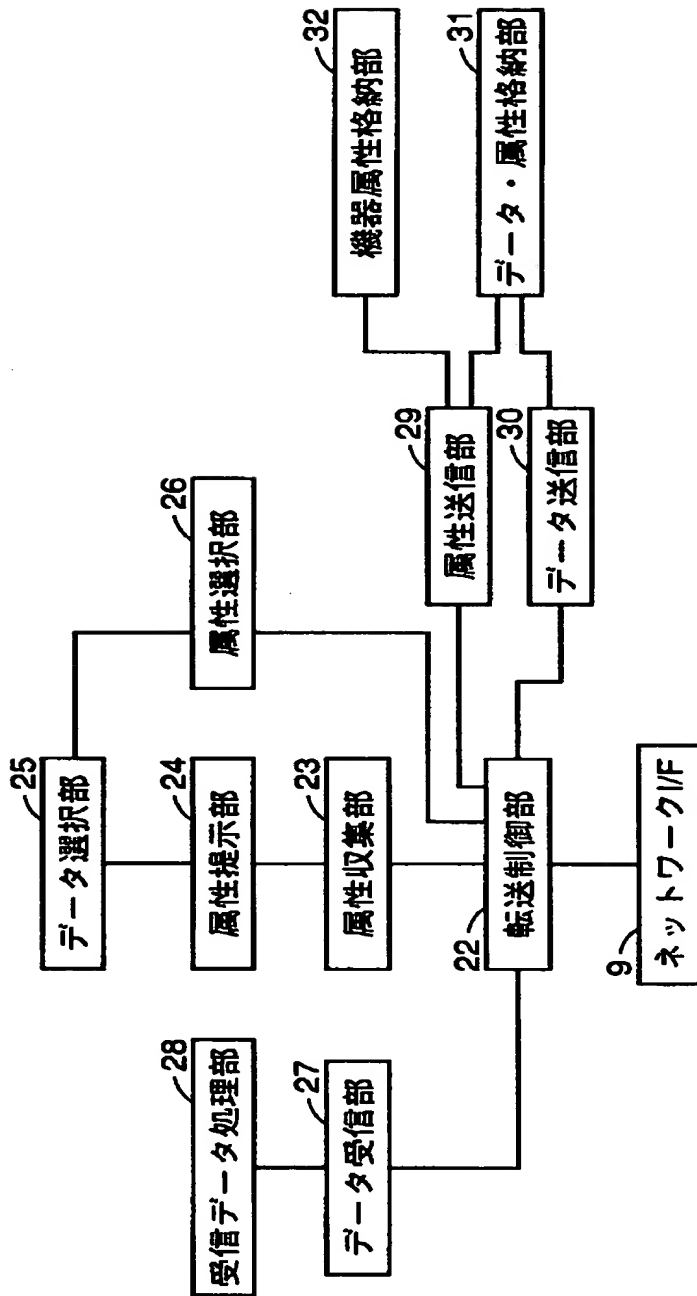 28
受信データ処理部
27
データ受信部
25
データ選択部
24
属性提示部
23
属性収集部
26
属性選択部
22
転送制御部
9
ネットワークI/F
29
属性送信部
30
データ送信部
32
機器属性格納部
31
データ・属性格納部